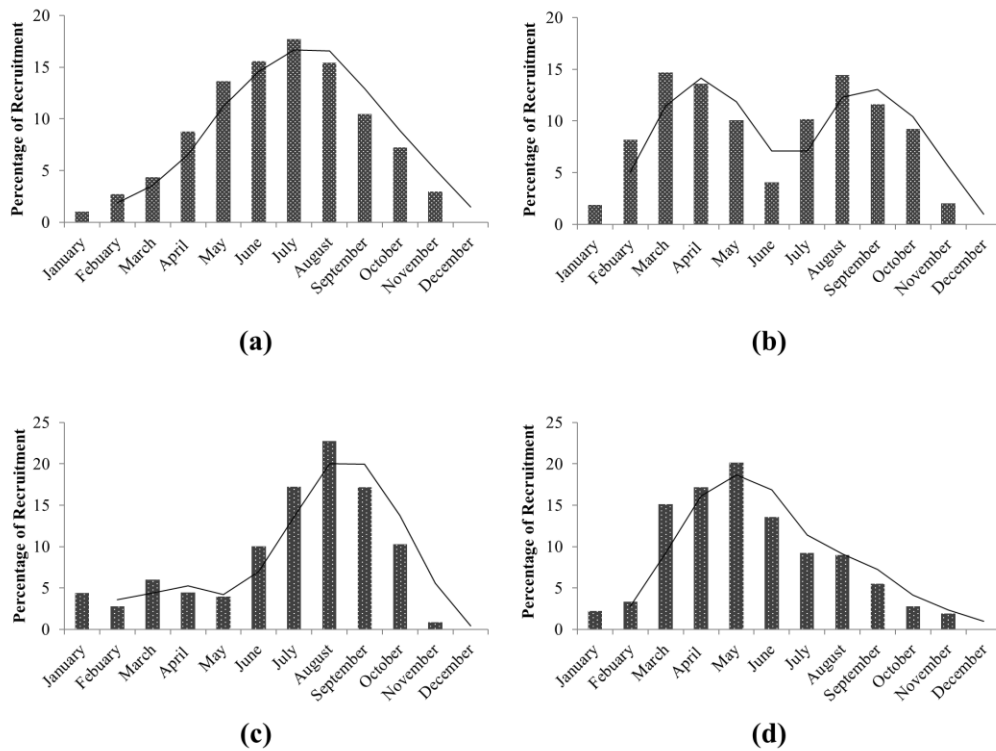 Percentage of Recruitment
20
15
10
5
0
January
Febuary
March
April
May
June
July
August
September
October
November
December
(a)
Percentage of Recruitment
20
15
10
5
0
January
Febuary
March
April
May
June
July
August
September
October
November
December
(b)
Percentage of Recruitment
25
20
15
10
5
0
January
Febuary
March
April
May
June
July
August
September
October
November
December
(c)
Percentage of Recruitment
25
20
15
10
5
0
January
Febuary
March
April
May
June
July
August
September
October
November
December
(d)